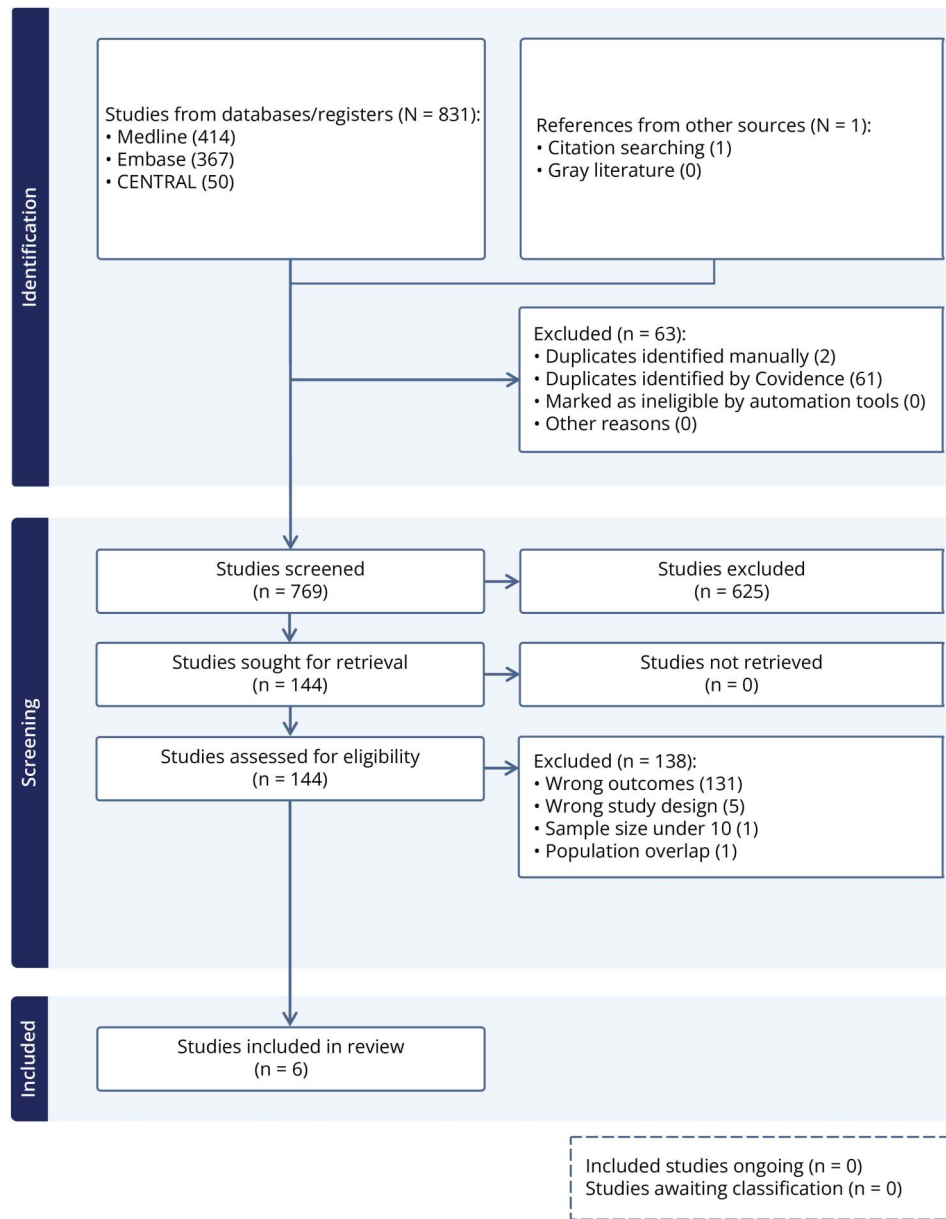 Identification
Studies from databases/registers (N = 831):
• Medline (414)
• Embase (367)
• CENTRAL (50)
References from other sources (N = 1):
• Citation searching (1)
• Gray literature (0)
Excluded (n = 63):
• Duplicates identified manually (2)
• Duplicates identified by Covidence (61)
• Marked as ineligible by automation tools (0)
• Other reasons (0)
Screening
Studies screened
(n = 769)
Studies excluded
(n = 625)
Studies sought for retrieval
(n = 144)
Studies not retrieved
(n = 0)
Studies assessed for eligibility
(n = 144)
Excluded (n = 138):
• Wrong outcomes (131)
• Wrong study design (5)
• Sample size under 10 (1)
• Population overlap (1)
Included
Studies included in review
(n = 6)
Included studies ongoing (n = 0)
Studies awaiting classification (n = 0)